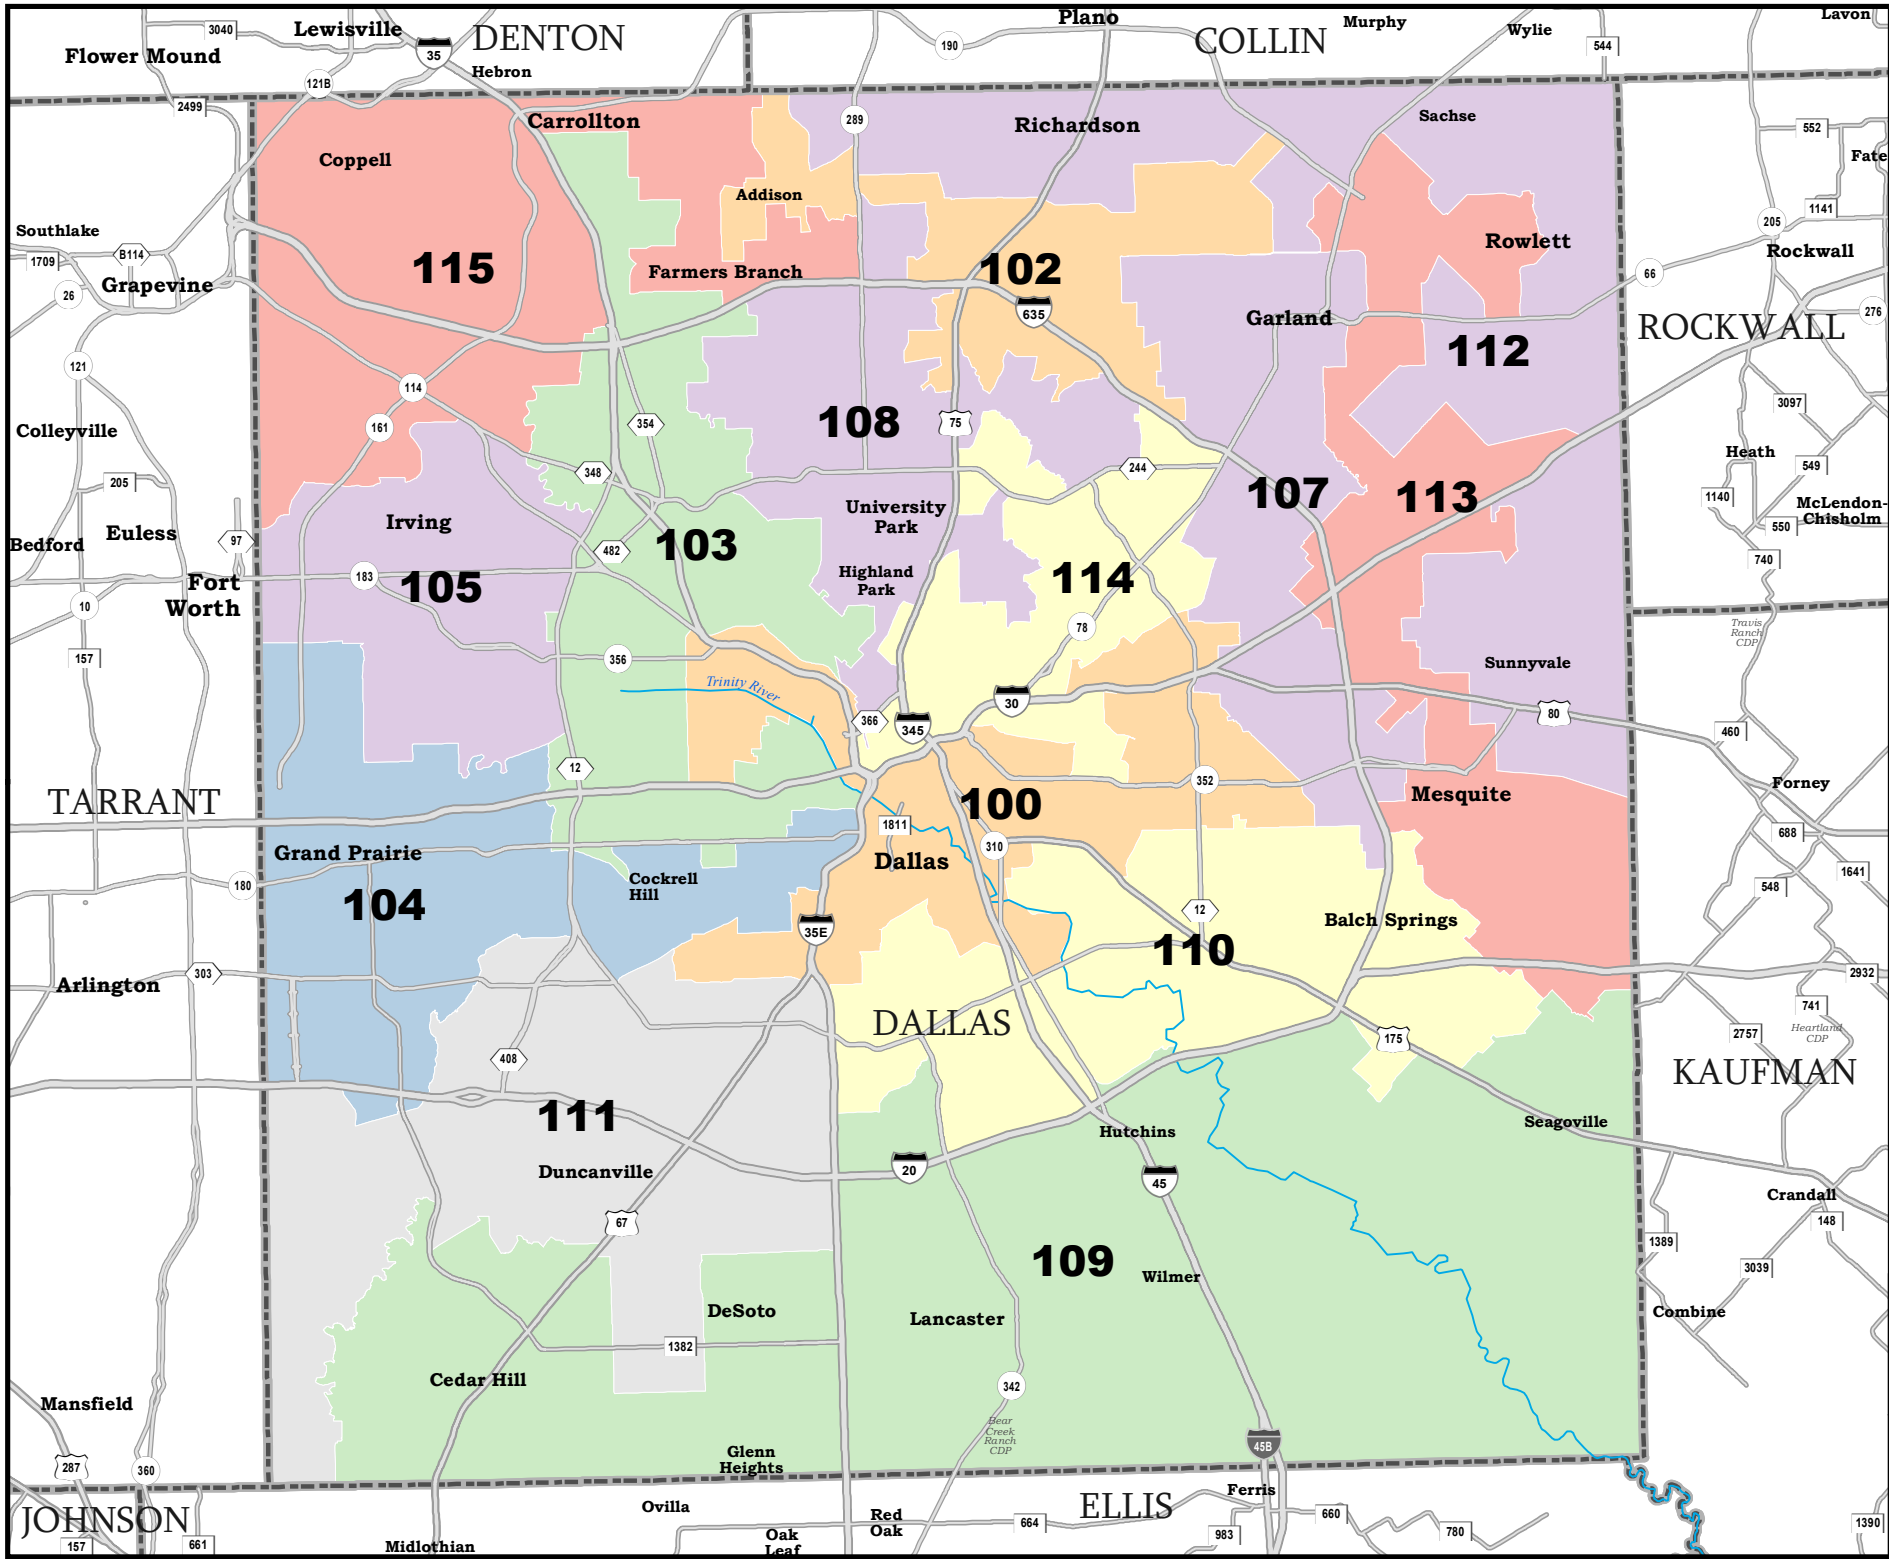 Lewisville
DENTON
Plano
COLLIN
Murphy
Wylie
Lavon
3040
Flower Mound
35
Hebron
190
544
121B
2499
Carrollton
289
Richardson
Sachse
552
Fate
Coppell
Addison
1141
205
Southlake
1709
B114
Grapevine
26
115
Farmers Branch
102
Rowlett
Rockwall
66
276
635
Garland
ROCKWALL
112
121
114
161
354
108
75
3097
Colleyville
205
348
244
Heath
549
1140
107
113
Irving
University
Park
McLendon-
Chisholm
550
Bedford
Euless
97
482
103
740
Fort
Worth
183
105
Highland
Park
114
10
78
157
356
Travis
Ranch
CDP
Sunnyvale
Trinity River
30
366
345
80
460
12
352
Forney
TARRANT
100
Mesquite
1811
688
310
Grand Prairie
Dallas
180
Cockrell
Hill
1641
548
104
12
35E
Balch Springs
110
Arlington
303
2932
DALLAS
741
175
2757
Heartland
CDP
408
KAUFMAN
111
Hutchins
Seagoville
Duncanville
20
45
Crandall
148
67
1389
109
Wilmer
3039
DeSoto
Lancaster
Combine
1382
Cedar Hill
342
Mansfield
Bear
Creek
Ranch
CDP
45B
Glenn
Heights
287
360
Ferris
JOHNSON
Ovilla
ELLIS
Red
Oak
664
660
1390
Oak
Leaf
983
780
157
661
Midlothian